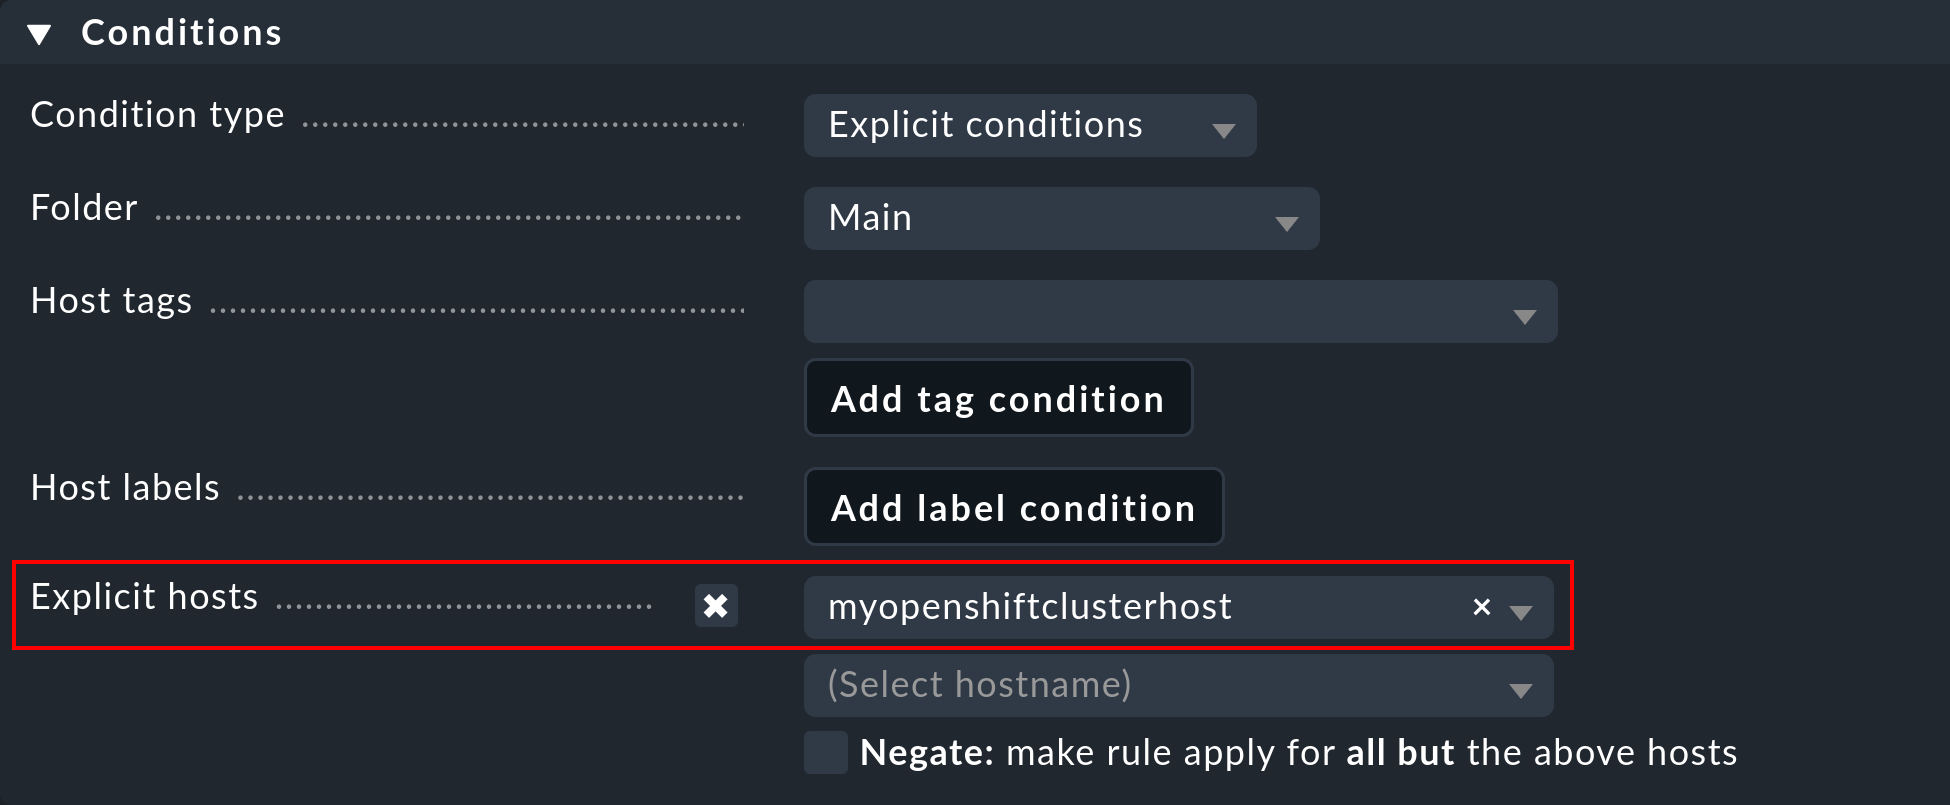 Conditions
Condition type Explicit conditions
Folder Main
Host tags
Add tag condition
Host labels Add label condition
Explicit hosts myopenshiftclusterhost
(Select hostname)
Negate: make rule apply for all but the above hosts